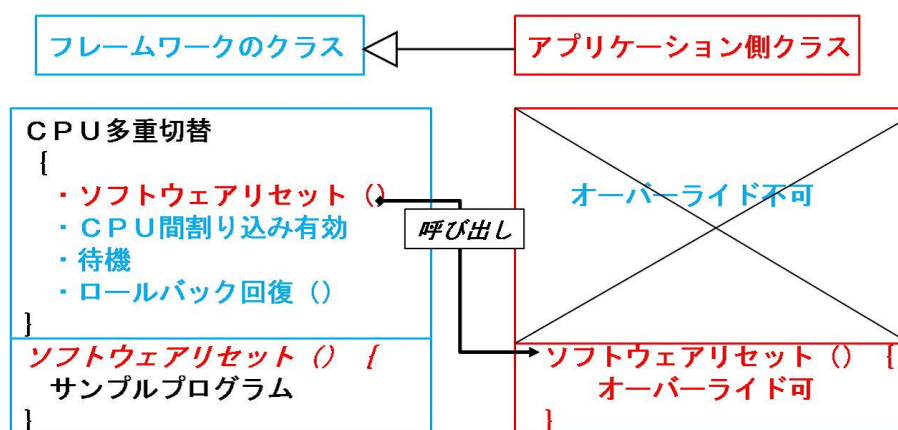 フレームワークのクラス
アプリケーション側クラス
ＣＰＵ多重切替
{
・ソフトウェアリセット（）
・ＣＰＵ間割り込み有効
・待機
・ロールバック回復（）
}
ソフトウェアリセット（） {
サンプルプログラム
}
呼び出し
オーバーライド不可
ソフトウェアリセット（） {
オーバーライド可
}